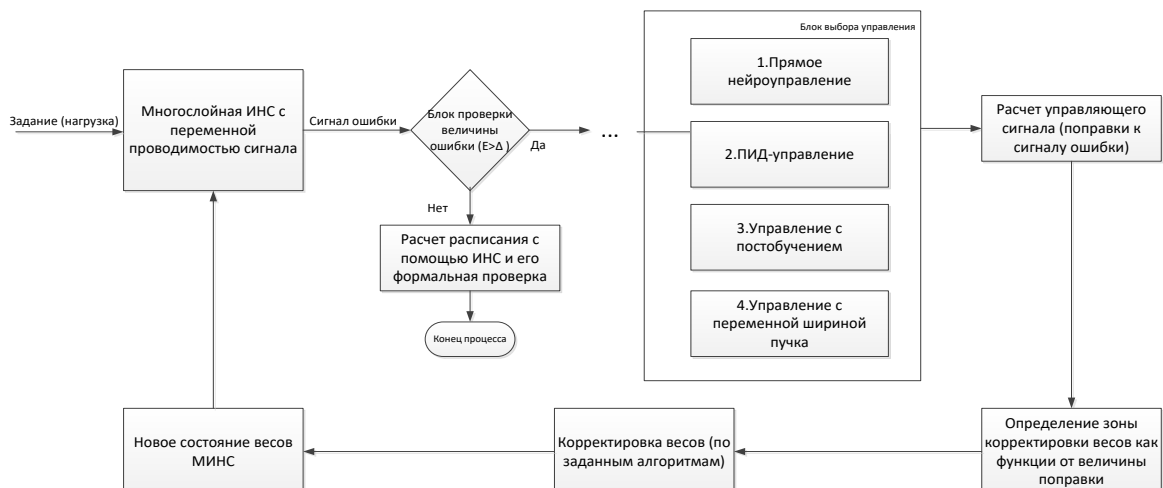 Блок выбора управления
1.Прямое
нейроуправление
Задание (нагрузка)
Многослойная ИНС с
переменной
проводимостью сигнала
Сигнал ошибки
Блок проверки
величины
ошибки (E>Δ )
Да
...
2.ПИД-управление
Расчет управляющего
сигнала (поправки к
сигналу ошибки)
Нет
Расчет расписания с
помощью ИНС и его
формальная проверка
3.Управление с
постобучением
Конец процесса
4.Управление с
переменной шириной
пучка
Новое состояние весов
МИНС
Корректировка весов (по
заданным алгоритмам)
Определение зоны
корректировки весов как
функции от величины
поправки